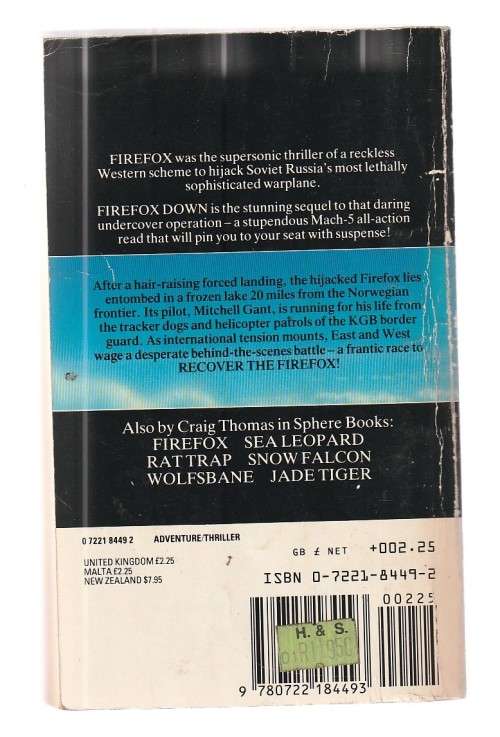 FIREFOX was the supersonic thriller of a reckless
Western scheme to hijack Soviet Russia's most lethally
sophisticated warplane.
FIREFOX DOWN is the stunning sequel to that daring
undercover operation – a stupendous Mach-5 all-action
read that will pin you to your seat with suspense!
After a hair-raising forced landing, the hijacked Firefox lies
entombed in a frozen lake 20 miles from the Norwegian
frontier. Its pilot, Mitchell Gant, is running for his life from
the tracker dogs and helicopter patrols of the KGB border
guard. As international tension mounts, East and West
wage a desperate behind-the-scenes battle – a frantic race to
RECOVER THE FIREFOX!
Also by Craig Thomas in Sphere Books:
FIREFOX SEA LEOPARD
RAT TRAP SNOW FALCON
WOLFSBANE JADE TIGER
0 7221 8449 2 ADVENTURE/THRILLER
UNITED KINGDOM £2.25
MALTA £2.25
NEW ZEALAND $7.95
GB £ NET +002.25
ISBN 0-7221-8449-2
00225
H. & S.
9 780722 184493